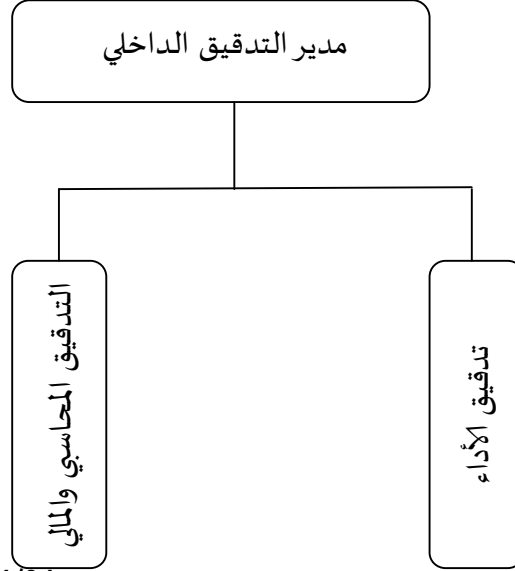 مدير التدقيق الداخلي
تدقيق الأداء
التدقيق المحاسبي والمالي